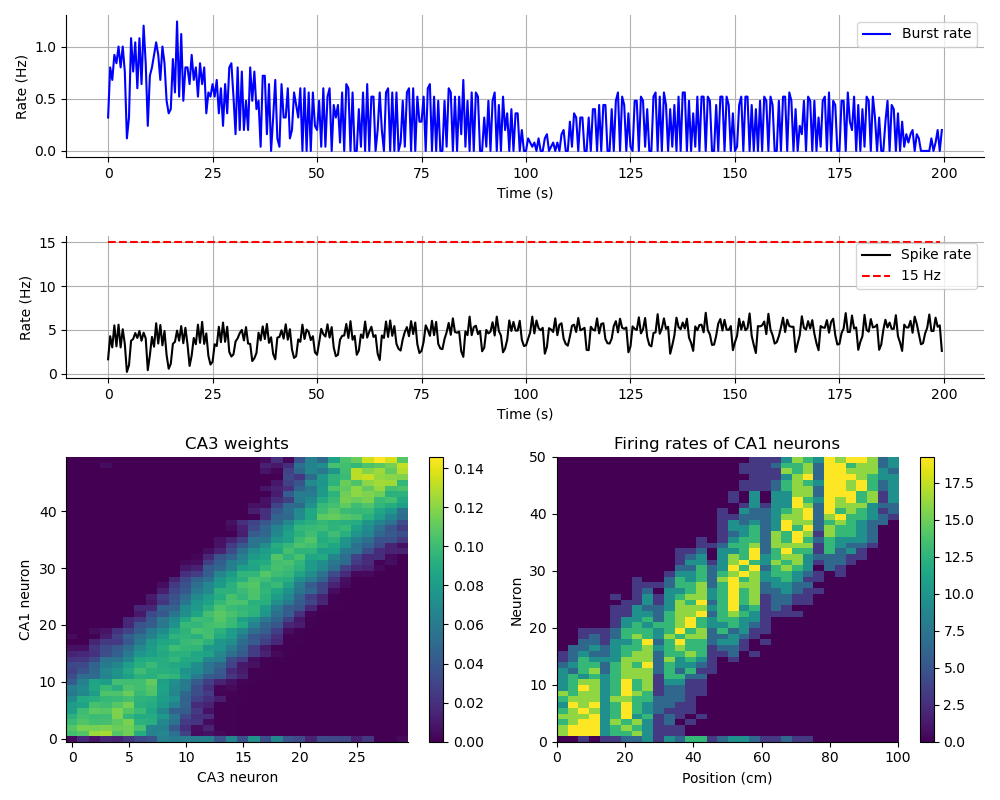 Rate (Hz)
1.0
0.5
0.0
Burst rate
0 25 50 75 100 125 150 175 200
Time (s)
Rate (Hz)
15
10
5
0
Spike rate
15 Hz
0 25 50 75 100 125 150 175 200
Time (s)
CA3 weights
CA1 neuron
40
30
20
10
0
0 5 10 15 20 25
CA3 neuron
0.14
0.12
0.10
0.08
0.06
0.04
0.02
0.00
Firing rates of CA1 neurons
Neuron
50
40
30
20
10
0
0 20 40 60 80 100
Position (cm)
17.5
15.0
12.5
10.0
7.5
5.0
2.5
0.0